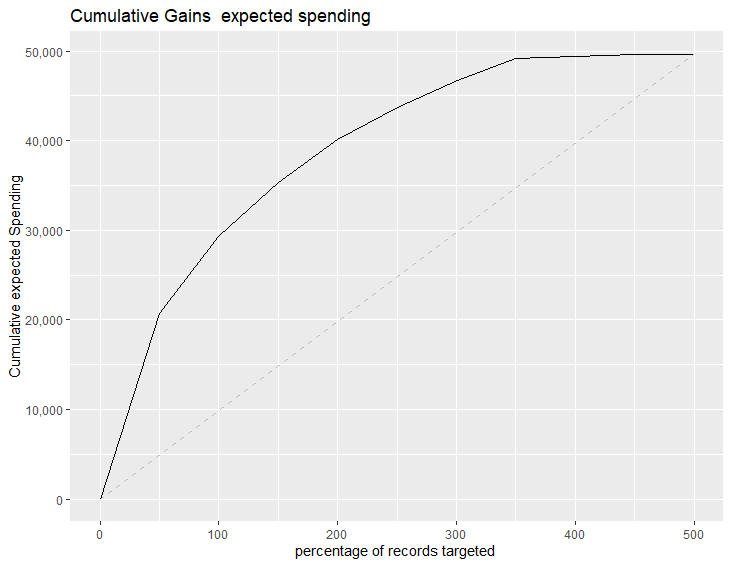 Cumulative Gains  expected spending
50,000
40,000
30,000
20,000
10,000
0
Cumulative expected Spending
0 100 200 300 400 500
percentage of records targeted